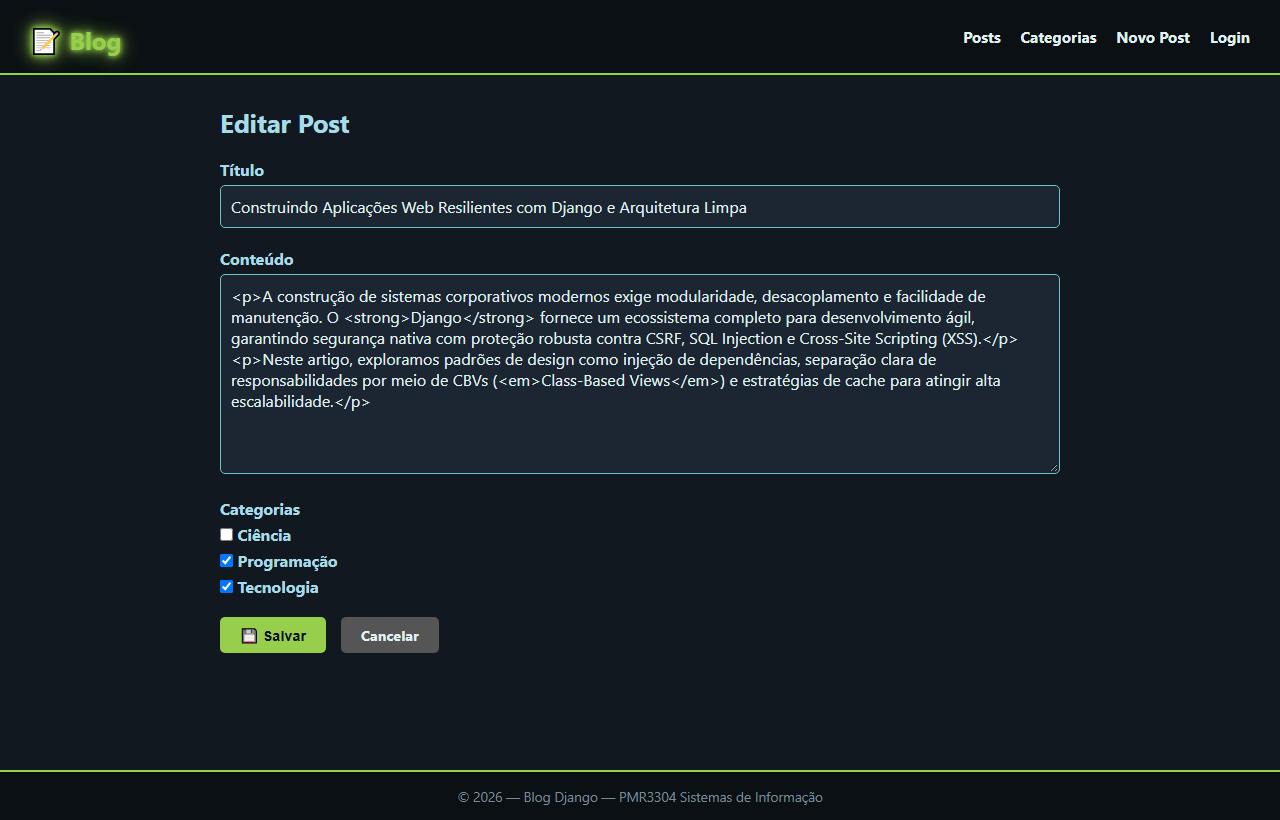 📝 Blog
Posts Categorias Novo Post Login
Editar Post
Título
Construindo Aplicações Web Resilientes com Django e Arquitetura Limpa
Conteúdo
<p>A construção de sistemas corporativos modernos exige modularidade, desacoplamento e facilidade de
manutenção. O <strong>Django</strong> fornece um ecossistema completo para desenvolvimento ágil,
garantindo segurança nativa com proteção robusta contra CSRF, SQL Injection e Cross-Site Scripting (XSS).</p>
<p>Neste artigo, exploramos padrões de design como injeção de dependências, separação clara de
responsabilidades por meio de CBVs (<em>Class-Based Views</em>) e estratégias de cache para atingir alta
escalabilidade.</p>
Categorias
Ciência
Programação
Tecnologia
💾 Salvar Cancelar
© 2026 — Blog Django — PMR3304 Sistemas de Informação